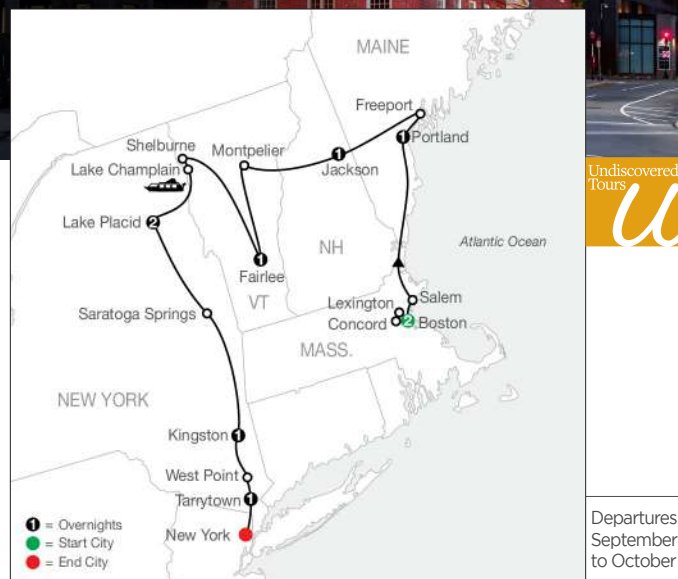 MAINE
Freeport
Portland
1
Shelburne
Montpelier
Lake Champlain
Jackson
1
Lake Placid
2
Undiscovered
Tours
U
NH
Atlantic Ocean
Fairlee
1
VT
Saratoga Springs
Lexington
Salem
Concord
2
Boston
MASS.
NEW YORK
Kingston
1
West Point
Tarrytown
1
New York
1 = Overnights
= Start City
= End City
Departures
September
to October